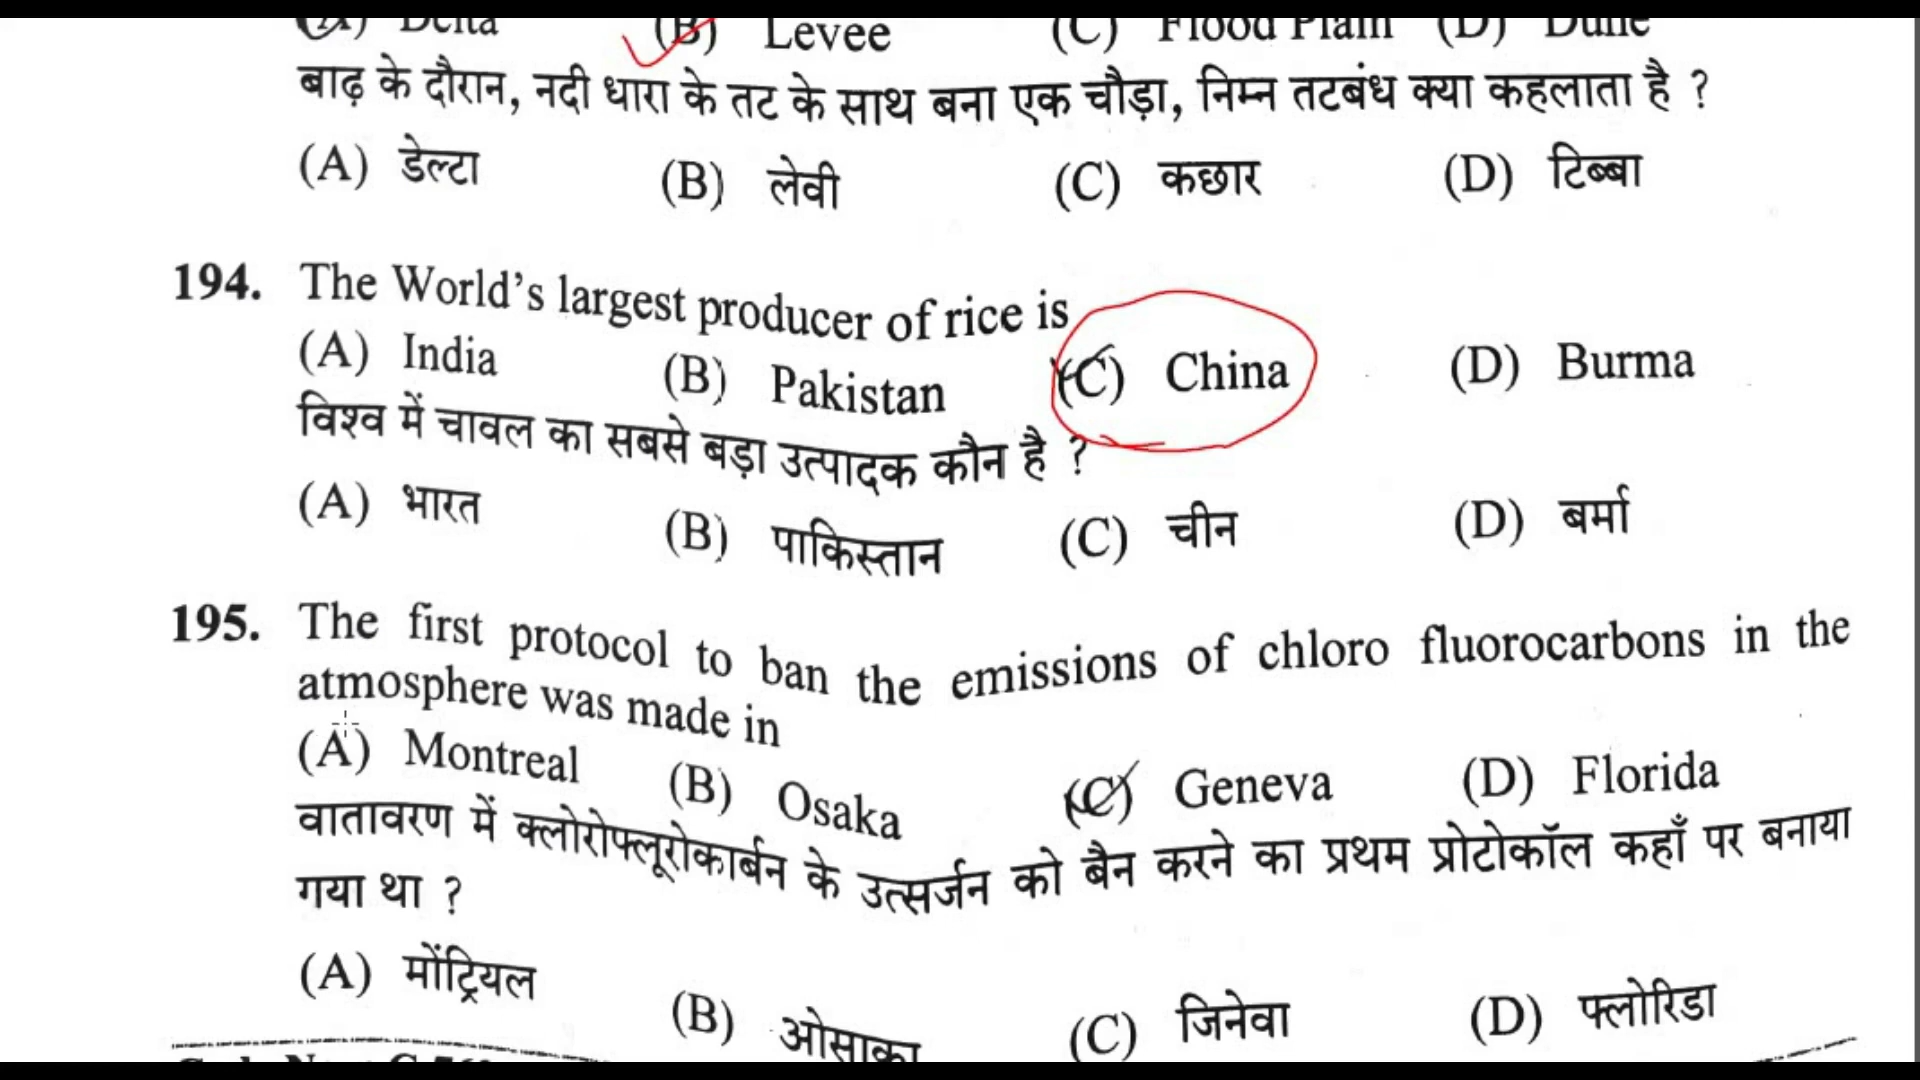 (A) Delta (B) Levee (C) Flood Plain (D) Dune
बाढ़ के दौरान, नदी धारा के तट के साथ बना एक चौड़ा, निम्न तटबंध क्या कहलाता है ?
(A) डेल्टा (B) लेवी (C) कछार (D) टिब्बा
194. The World's largest producer of rice is
(A) India (B) Pakistan (C) China (D) Burma
विश्व में चावल का सबसे बड़ा उत्पादक कौन है ?
(A) भारत (B) पाकिस्तान (C) चीन (D) बर्मा
195. The first protocol to ban the emissions of chloro fluorocarbons in the
atmosphere was made in
(A) Montreal (B) Osaka (C) Geneva (D) Florida
वातावरण में क्लोरोफ्लूरोकार्बन के उत्सर्जन को बैन करने का प्रथम प्रोटोकॉल कहाँ पर बनाया
गया था ?
(A) मोंट्रियल (B) ओसाका (C) जिनेवा (D) फ्लोरिडा